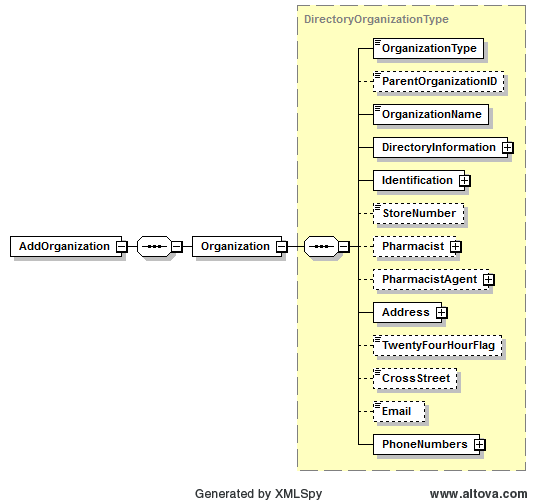 DirectoryOrganizationType
OrganizationType
ParentOrganizationID
OrganizationName
DirectoryInformation
Identification
StoreNumber
AddOrganization
Organization
Pharmacist
PharmacistAgent
Address
TwentyFourHourFlag
CrossStreet
Email
PhoneNumbers
Generated by XMLSpy
www.altova.com